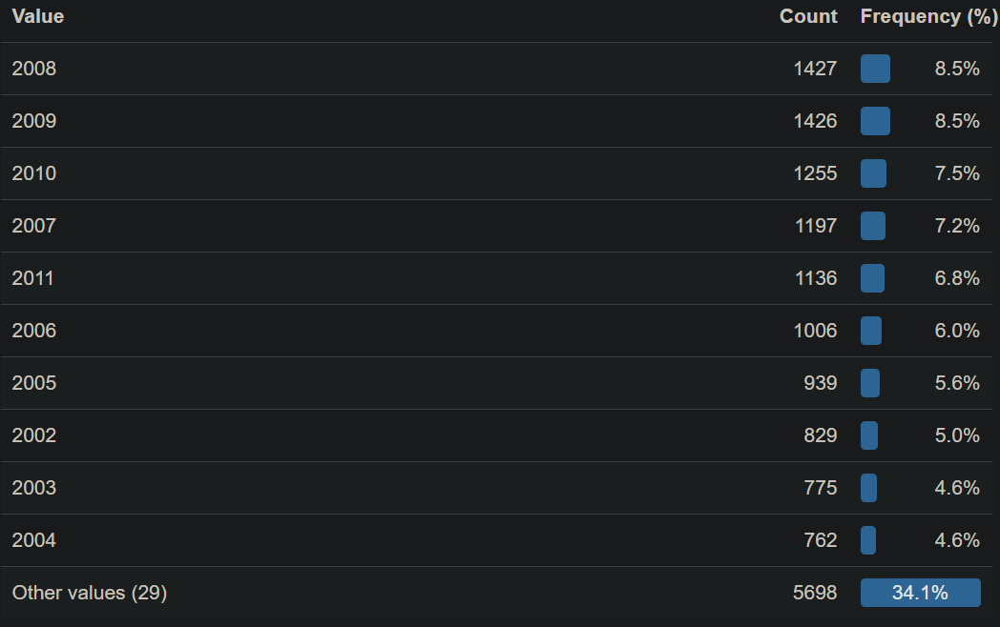 Value Count Frequency (%)
2008 1427 8.5%
2009 1426 8.5%
2010 1255 7.5%
2007 1197 7.2%
2011 1136 6.8%
2006 1006 6.0%
2005 939 5.6%
2002 829 5.0%
2003 775 4.6%
2004 762 4.6%
Other values (29) 5698 34.1%